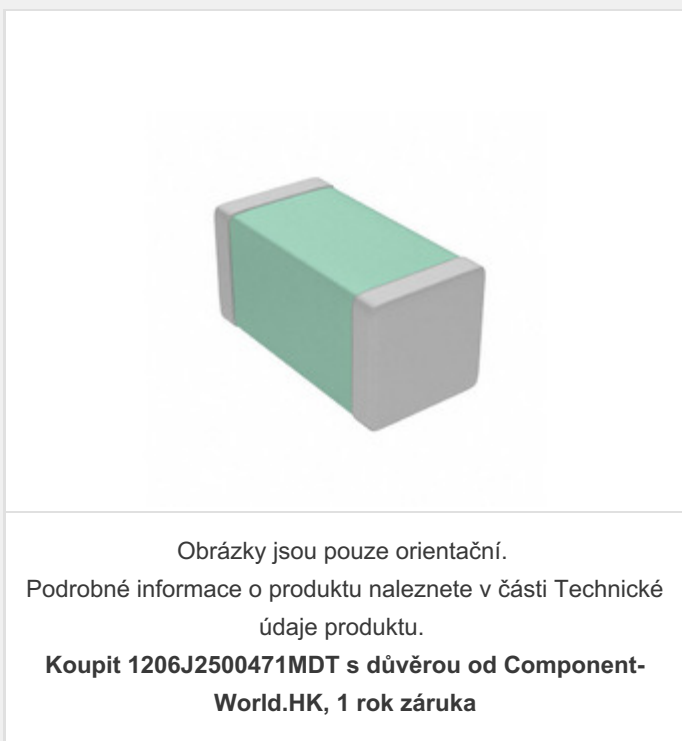 Obrázky jsou pouze orientační.
Podrobné informace o produktu naleznete v části Technické
údaje produktu.
Koupit 1206J2500471MDT s důvěrou od Component-
World.HK, 1 rok záruka